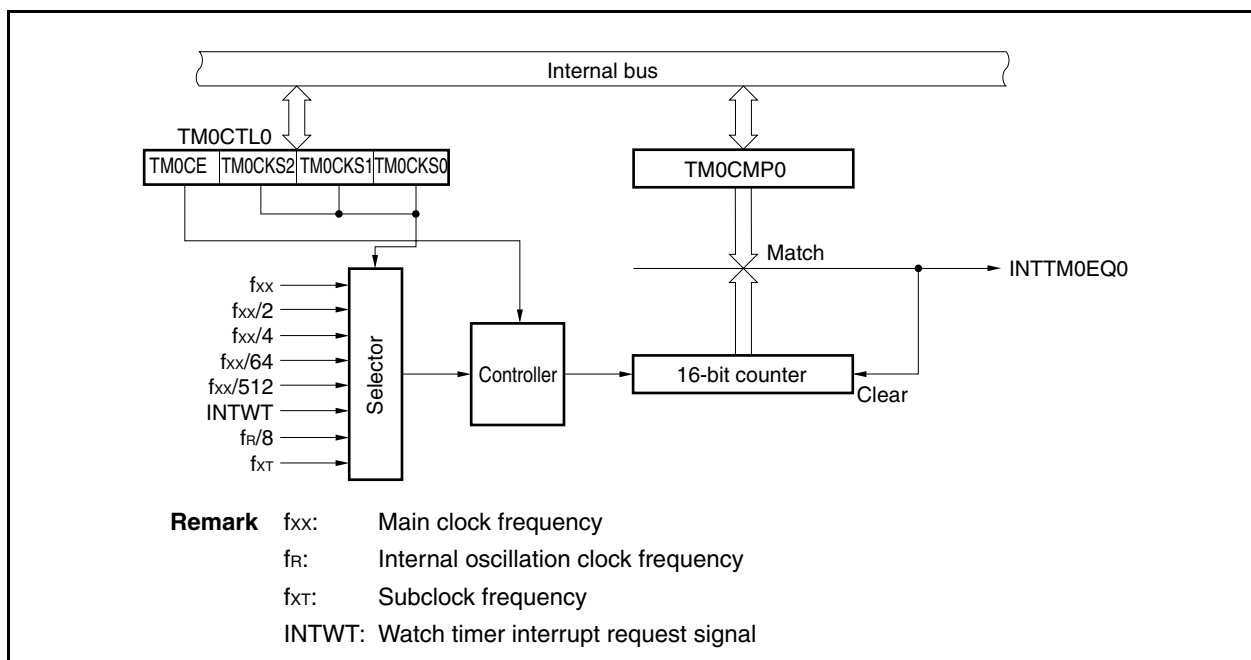 Internal bus
TM0CTL0
TM0CE TM0CKS2 TM0CKS1 TM0CKS0
TM0CMP0
Match
INTTM0EQ0
fXX
fXX/2
fXX/4
fXX/64
fXX/512
INTWT
fR/8
fXT
Selector
Controller
16-bit counter
Clear
Remark fXX: Main clock frequency
fR: Internal oscillation clock frequency
fXT: Subclock frequency
INTWT: Watch timer interrupt request signal